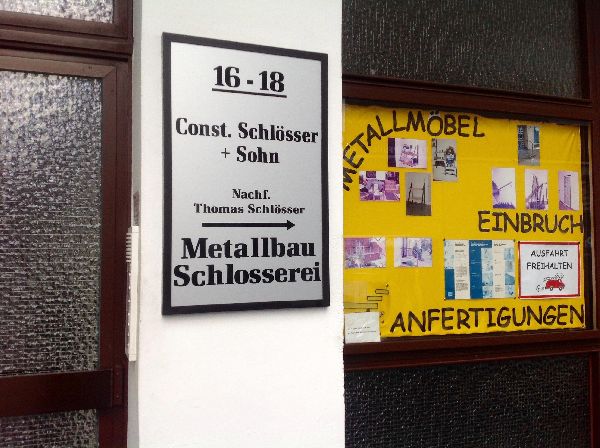 16 - 18
Const. Schlösser
+ Sohn
Nachf.
Thomas Schlösser
Metallbau
Schlosserei
METALLMÖBEL
EINBRUCH
AUSFAHRT
FREIHALTEN
ANFERTIGUNGEN